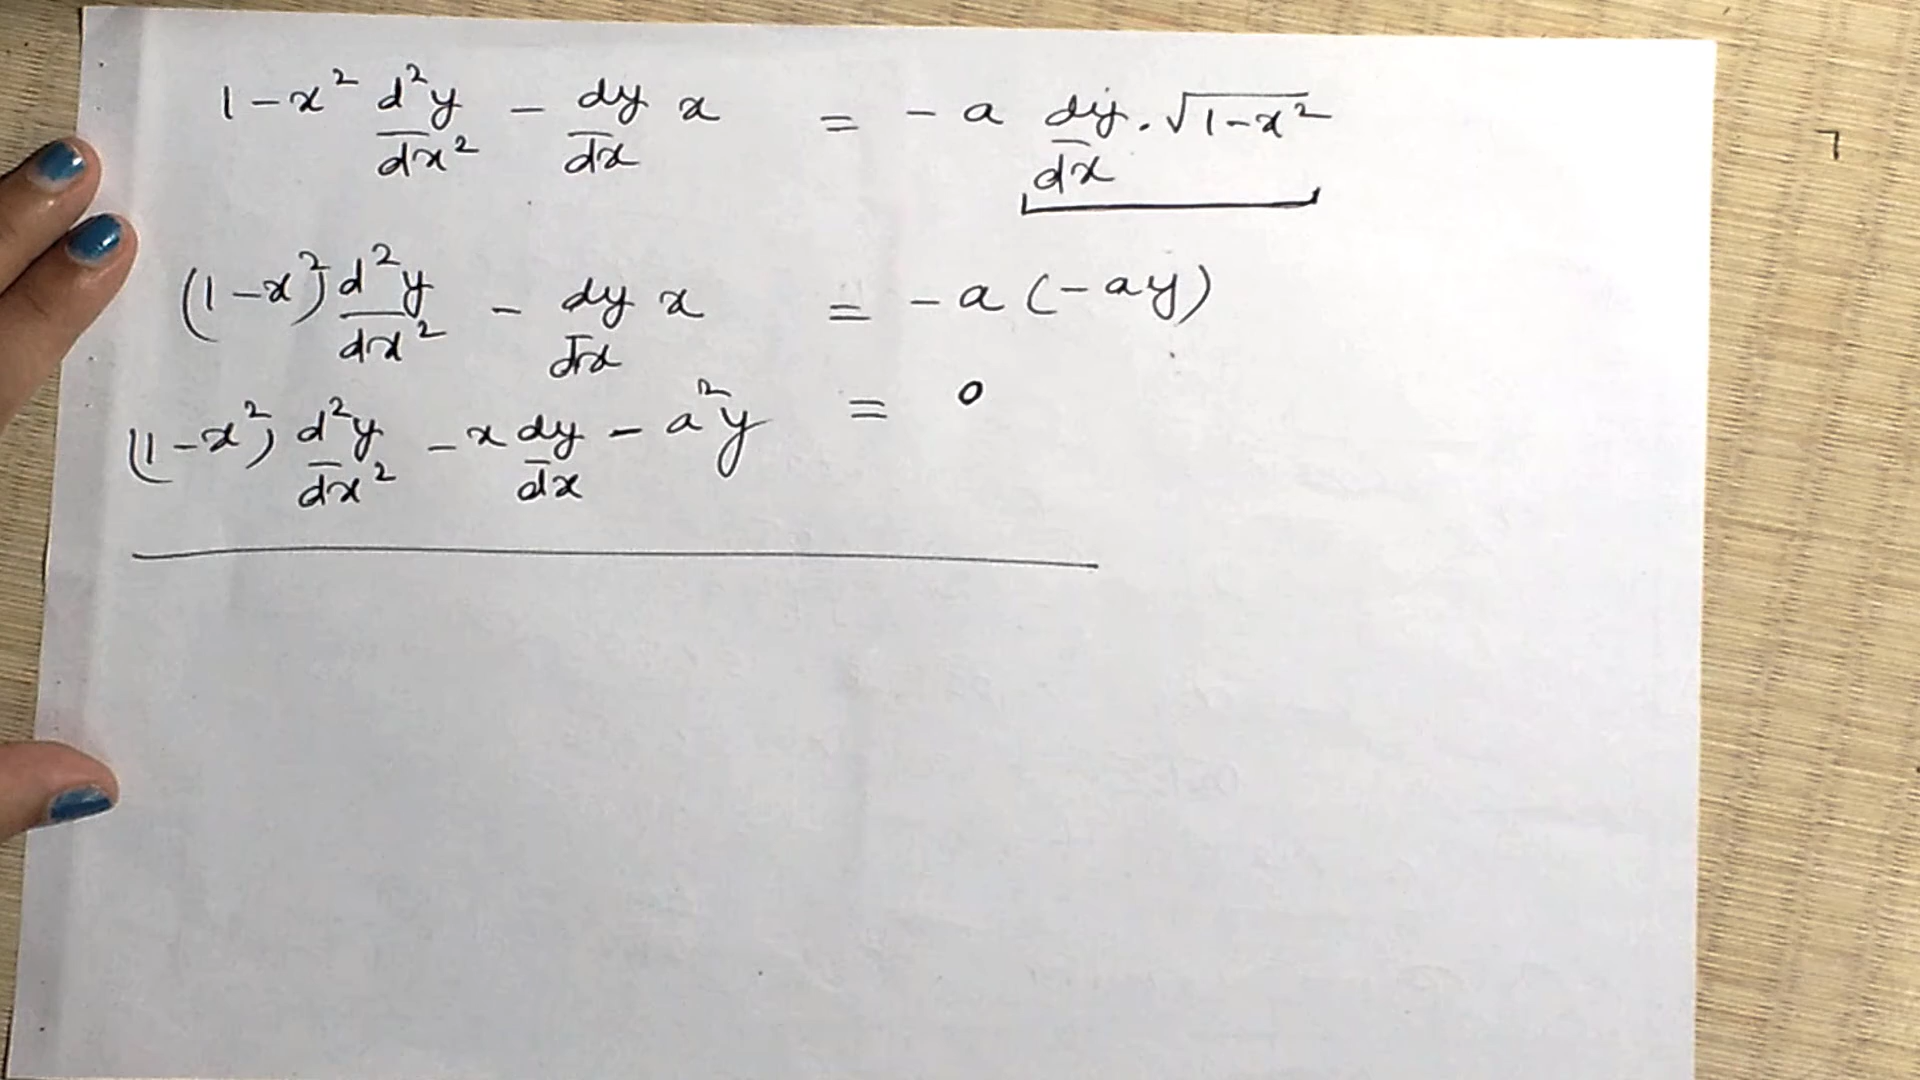 1-x² d²y/dx² - dy/dx x = -a dy/dx . √1-x²
(1-x²) d²y/dx² - dy/dx x = -a (-ay)
(1-x²) d²y/dx² - x dy/dx - a²y = 0